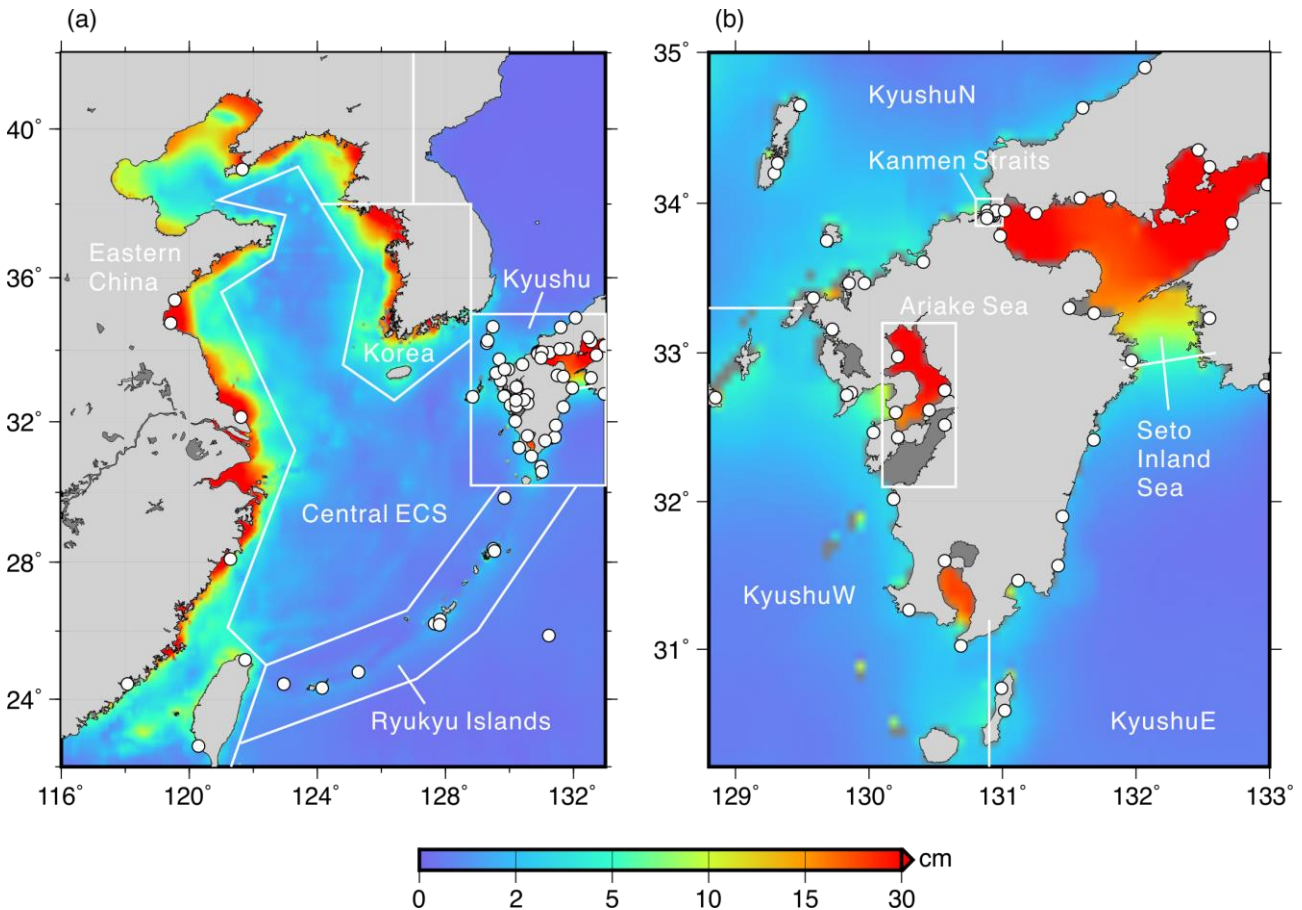 (a)
(b)
40°
36°
32°
28°
24°
116°
120°
124°
128°
132°
Eastern
China
Korea
Kyushu
Central ECS
Ryukyu Islands
35°
34°
33°
32°
31°
129°
130°
131°
132°
133°
KyushuN
Kanmen Straits
Ariake Sea
Seto
Inland
Sea
KyushuW
KyushuE
cm
0
2
5
10
15
30